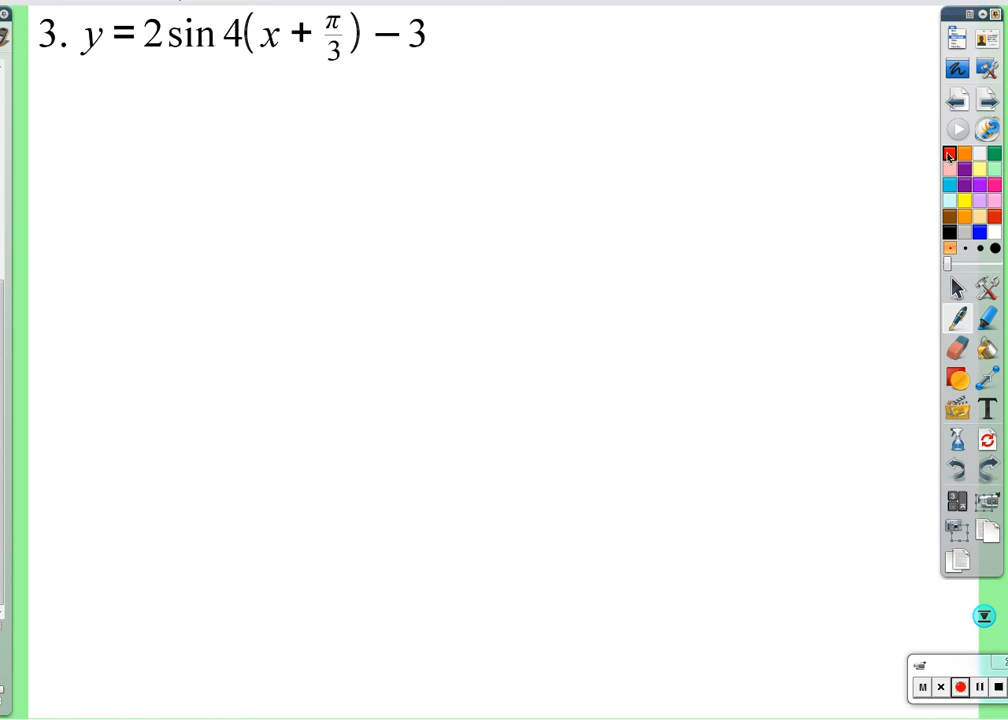 3. y = 2 sin 4(x + π/3) − 3
T
M